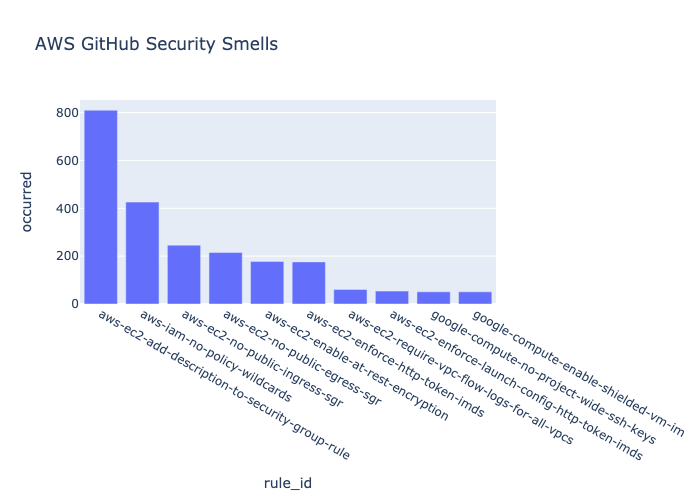 AWS GitHub Security Smells
occurred
800
600
400
200
0
aws-ec2-add-description-to-security-group-rule
aws-iam-no-policy-wildcards
aws-ec2-no-public-ingress-sgr
aws-ec2-no-public-egress-sgr
aws-ec2-enable-at-rest-encryption
aws-ec2-enforce-http-token-imds
aws-ec2-require-vpc-flow-logs-for-all-vpcs
aws-ec2-enforce-launch-config-http-token-imds
google-compute-no-project-wide-ssh-keys
google-compute-enable-shielded-vm-im
rule_id